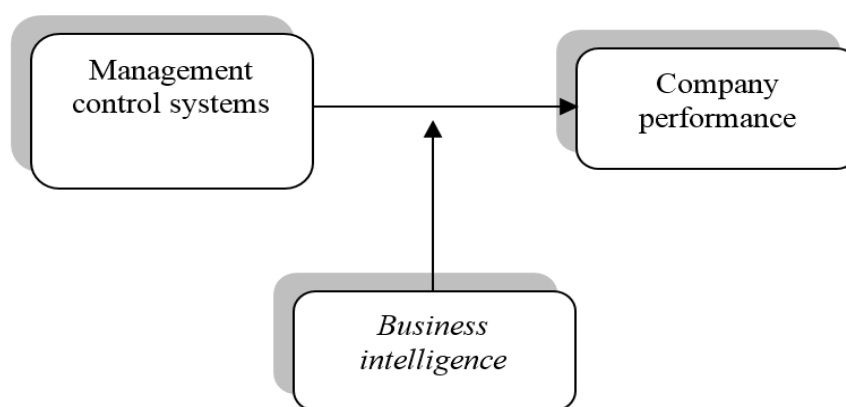 Management
control systems
Company
performance
Business
intelligence